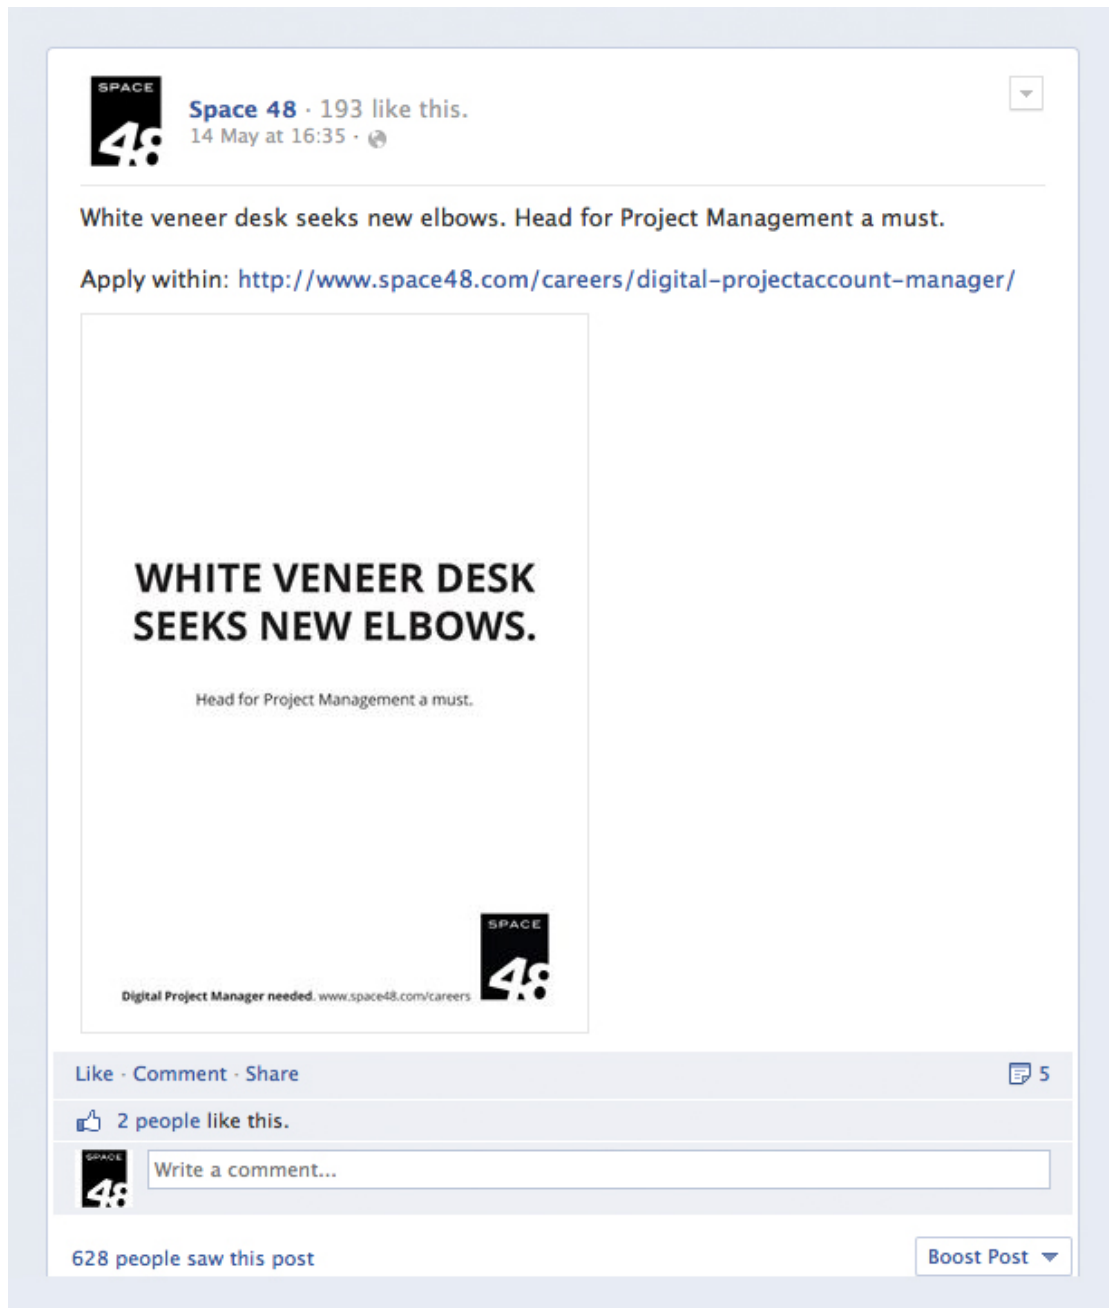 SPACE
48
Space 48 · 193 like this.
14 May at 16:35 ·
White veneer desk seeks new elbows. Head for Project Management a must.
Apply within: http://www.space48.com/careers/digital-projectaccount-manager/
WHITE VENEER DESK
SEEKS NEW ELBOWS.
Head for Project Management a must.
SPACE
48
Digital Project Manager needed. www.space48.com/careers
Like · Comment · Share 5
2 people like this.
SPACE
48
Write a comment...
628 people saw this post Boost Post